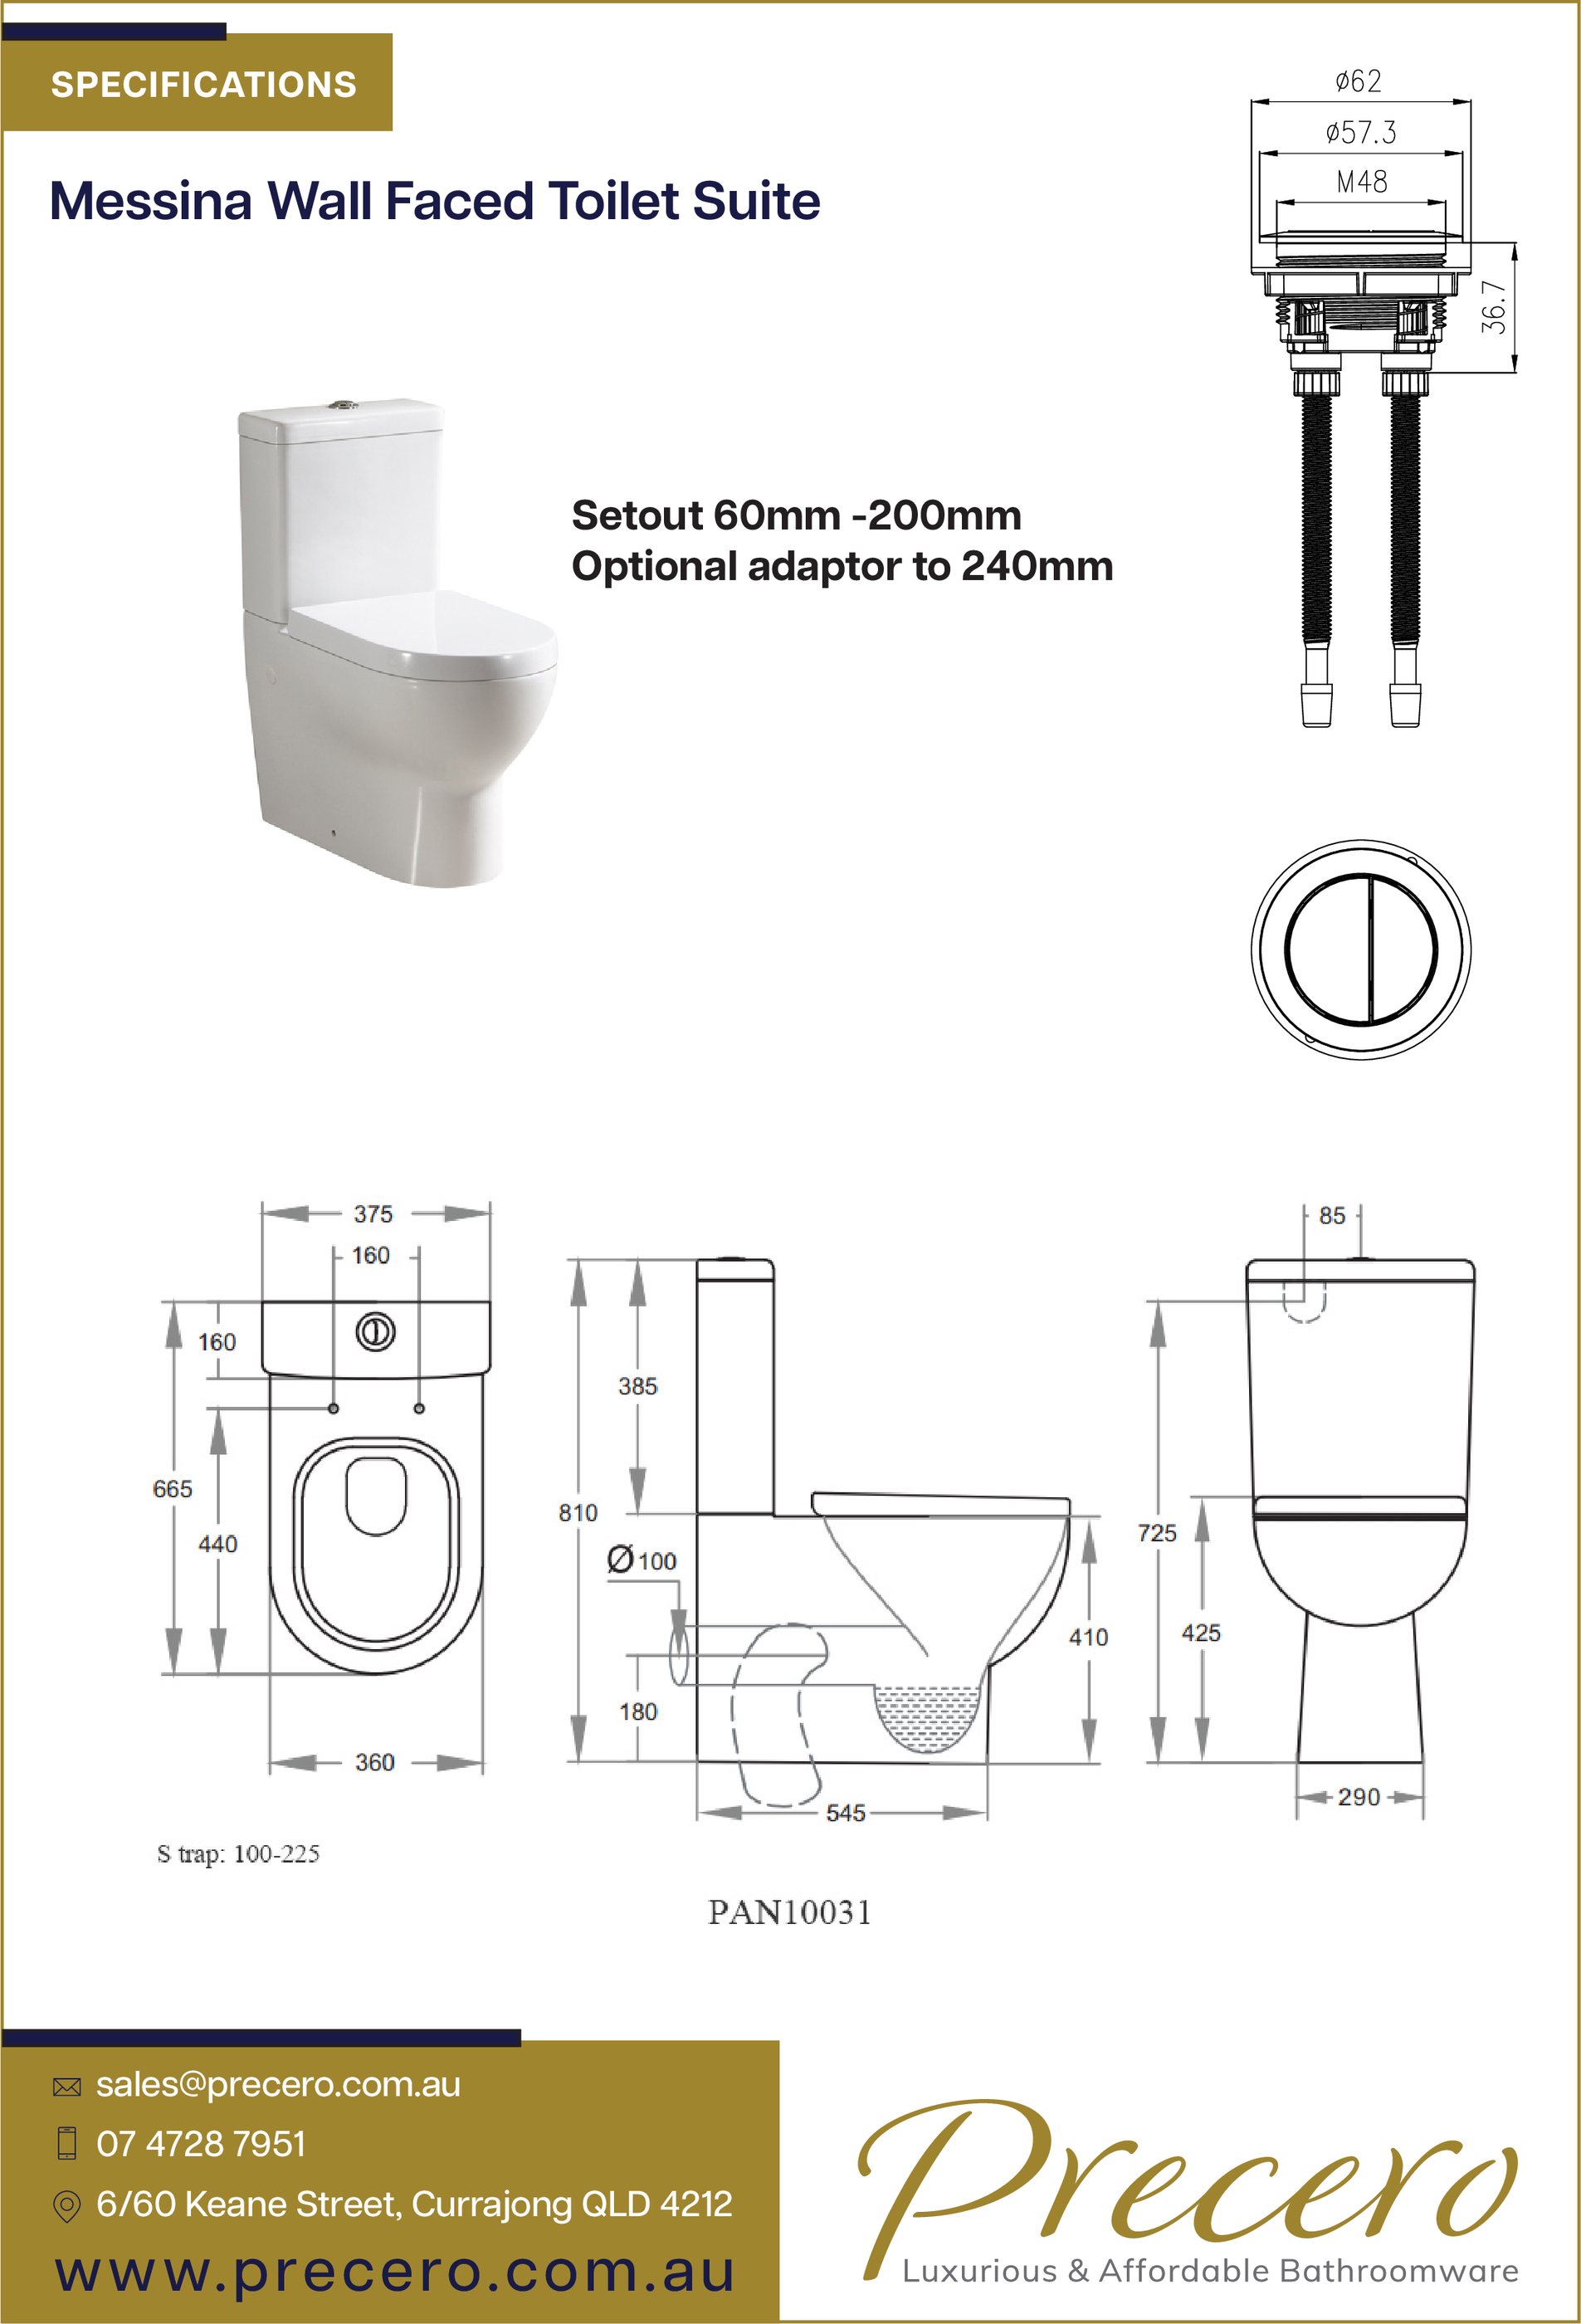 SPECIFICATIONS
Messina Wall Faced Toilet Suite
ø62
ø57.3
M48
36.7
Setout 60mm -200mm
Optional adaptor to 240mm
375
160
160
665
440
360
S trap: 100-225
385
810
Ø100
180
410
545
PAN10031
85
725
425
290
sales@precero.com.au
07 4728 7951
6/60 Keane Street, Currajong QLD 4212
www.precero.com.au
Precero
Luxurious & Affordable Bathroomware